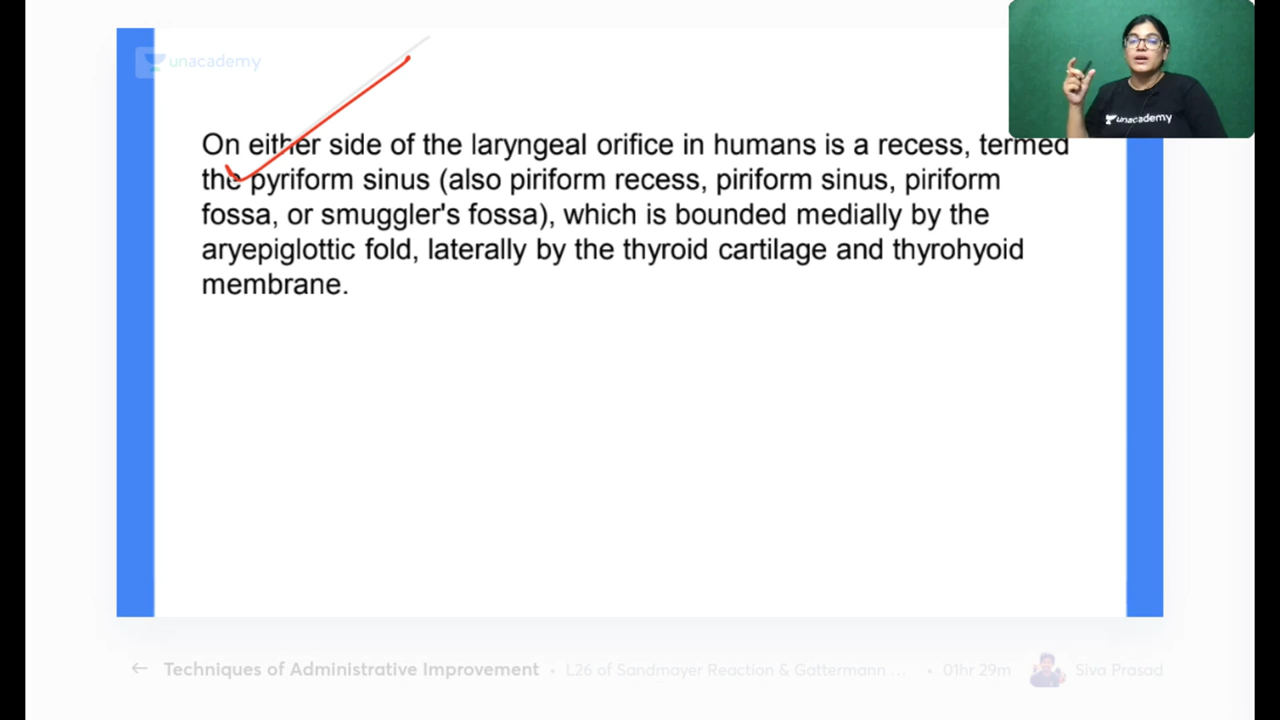 unacademy
unacademy
On either side of the laryngeal orifice in humans is a recess, termed
the pyriform sinus (also piriform recess, piriform sinus, piriform
fossa, or smuggler's fossa), which is bounded medially by the
aryepiglottic fold, laterally by the thyroid cartilage and thyrohyoid
membrane.
← Techniques of Administrative Improvement • L26 of Sandmayer Reaction & Gattermann ... • 01hr 29m Siva Prasad